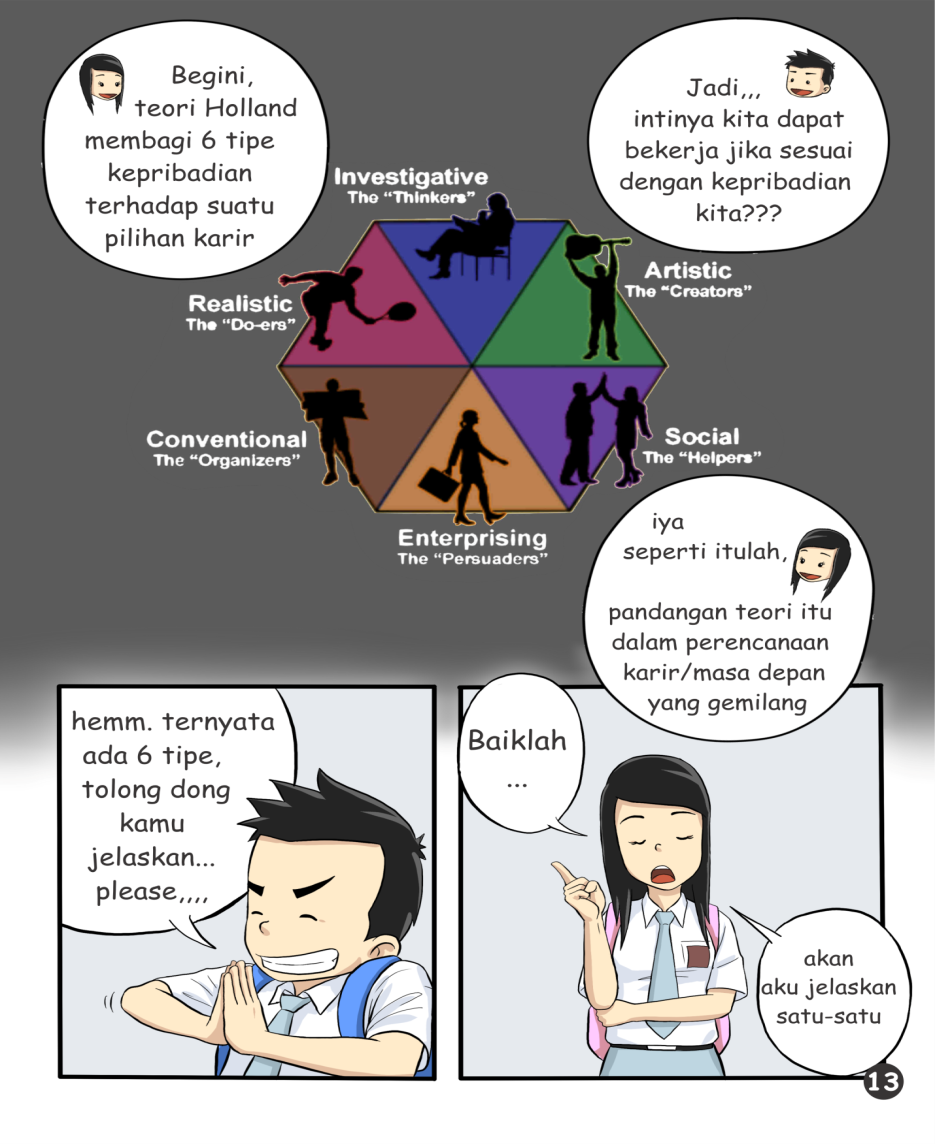 Begini,
teori Holland
membagi 6 tipe
kepribadian
terhadap suatu
pilihan karir
Jadi,,,
intinya kita dapat
bekerja jika sesuai
dengan kepribadian
kita???
Investigative
The "Thinkers"
Artistic
The "Creators"
Realistic
The "Do-ers"
Conventional
The "Organizers"
Social
The "Helpers"
Enterprising
The "Persuaders"
iya
seperti itulah,
pandangan teori itu
dalam perencanaan
karir/masa depan
yang gemilang
hemm. ternyata
ada 6 tipe,
tolong dong
kamu
jelaskan...
please,,,,
Baiklah
...
akan
aku jelaskan
satu-satu
13